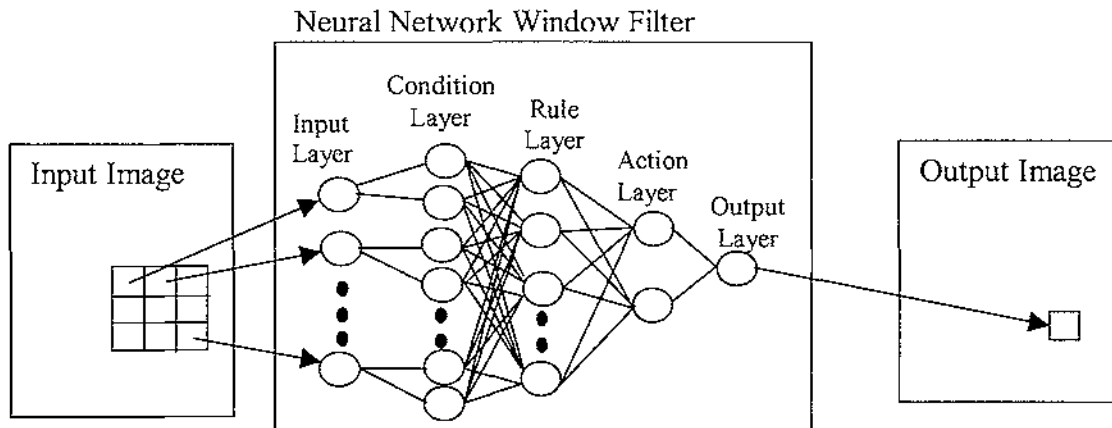 Neural Network Window Filter
Input Image
Input
Layer
Condition
Layer
Rule
Layer
Action
Layer
Output
Layer
Output Image